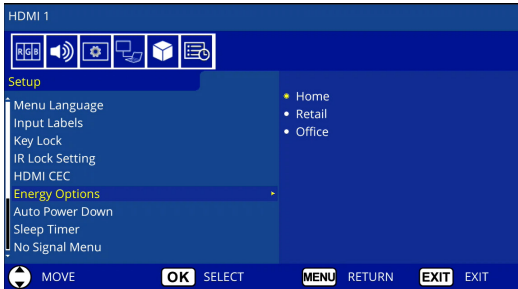 HDMI 1
R G B
Setup
Menu Language
Input Labels
Key Lock
IR Lock Setting
HDMI CEC
Energy Options
Auto Power Down
Sleep Timer
No Signal Menu
Home
Retail
Office
MOVE OK SELECT MENU RETURN EXIT EXIT